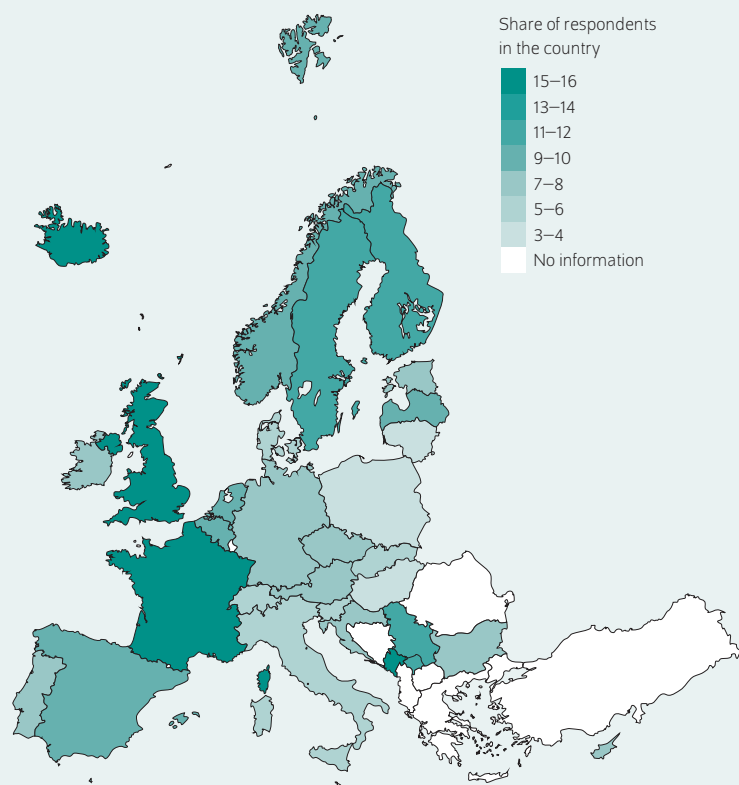 Share of respondents
in the country
15–16
13–14
11–12
9–10
7–8
5–6
3–4
No information